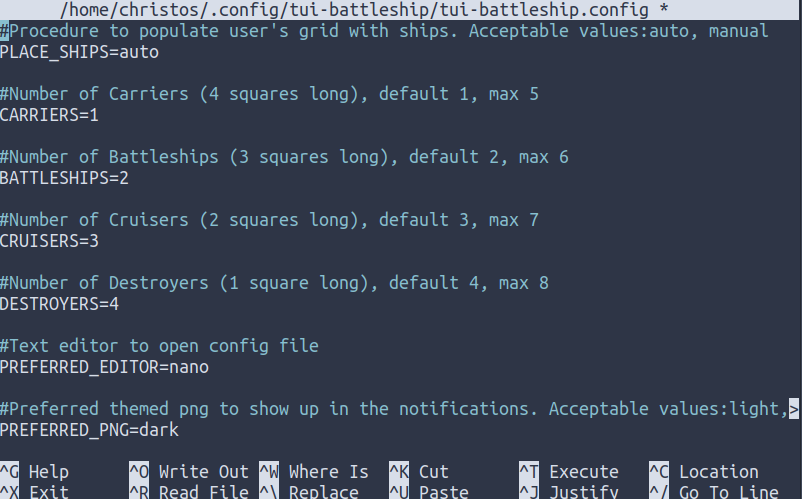 /home/christos/.config/tui-battleship/tui-battleship.config *
#Procedure to populate user's grid with ships. Acceptable values:auto, manual
PLACE_SHIPS=auto
#Number of Carriers (4 squares long), default 1, max 5
CARRIERS=1
#Number of Battleships (3 squares long), default 2, max 6
BATTLESHIPS=2
#Number of Cruisers (2 squares long), default 3, max 7
CRUISERS=3
#Number of Destroyers (1 square long), default 4, max 8
DESTROYERS=4
#Text editor to open config file
PREFERRED_EDITOR=nano
#Preferred themed png to show up in the notifications. Acceptable values:light,>
PREFERRED_PNG=dark
^G Help ^O Write Out ^W Where Is ^K Cut ^T Execute ^C Location
^X Exit ^R Read File ^\ Replace ^U Paste ^J Justify ^/ Go To Line